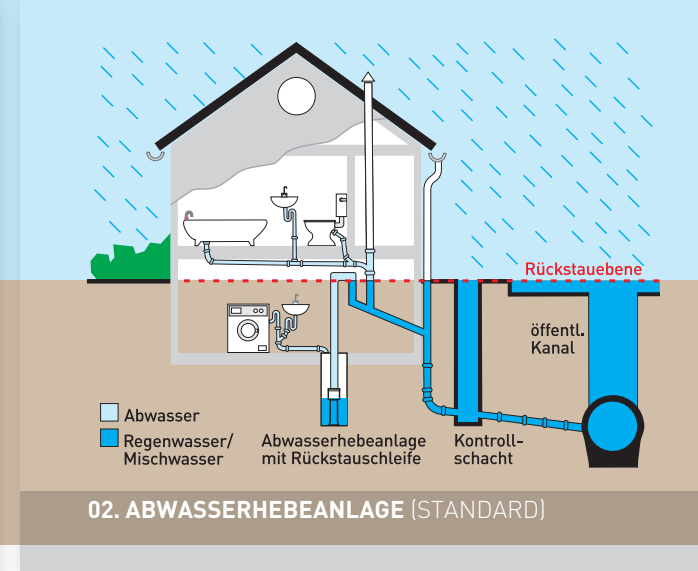 Rückstauebene
öffentl.
Kanal
Abwasser
Regenwasser/
Mischwasser
Abwasserhebeanlage
mit Rückstauschleife
Kontroll-
schacht
02. ABWASSERHEBEANLAGE (STANDARD)